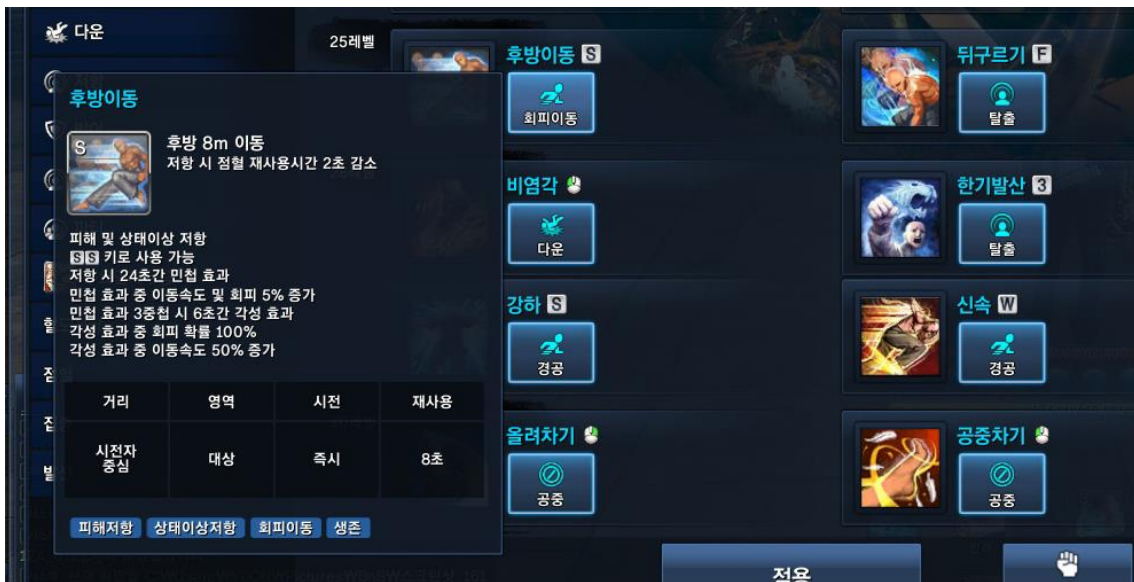 다운
25레벨
후방이동 S
회피이동
뒤구르기 F
탈출
후방이동
S
후방 8m 이동
저항 시 점혈 재사용시간 2초 감소
피해 및 상태이상 저항
SS 키로 사용 가능
저항 시 24초간 민첩 효과
민첩 효과 중 이동속도 및 회피 5% 증가
민첩 효과 3중첩 시 6초간 각성 효과
각성 효과 중 회피 확률 100%
각성 효과 중 이동속도 50% 증가
거리 영역 시전 재사용
시전자
중심 대상 즉시 8초
피해저항 상태이상저항 회피이동 생존
비염각
다운
한기발산 3
탈출
강하 S
경공
신속 W
경공
올려차기
공중
공중차기
공중
적용